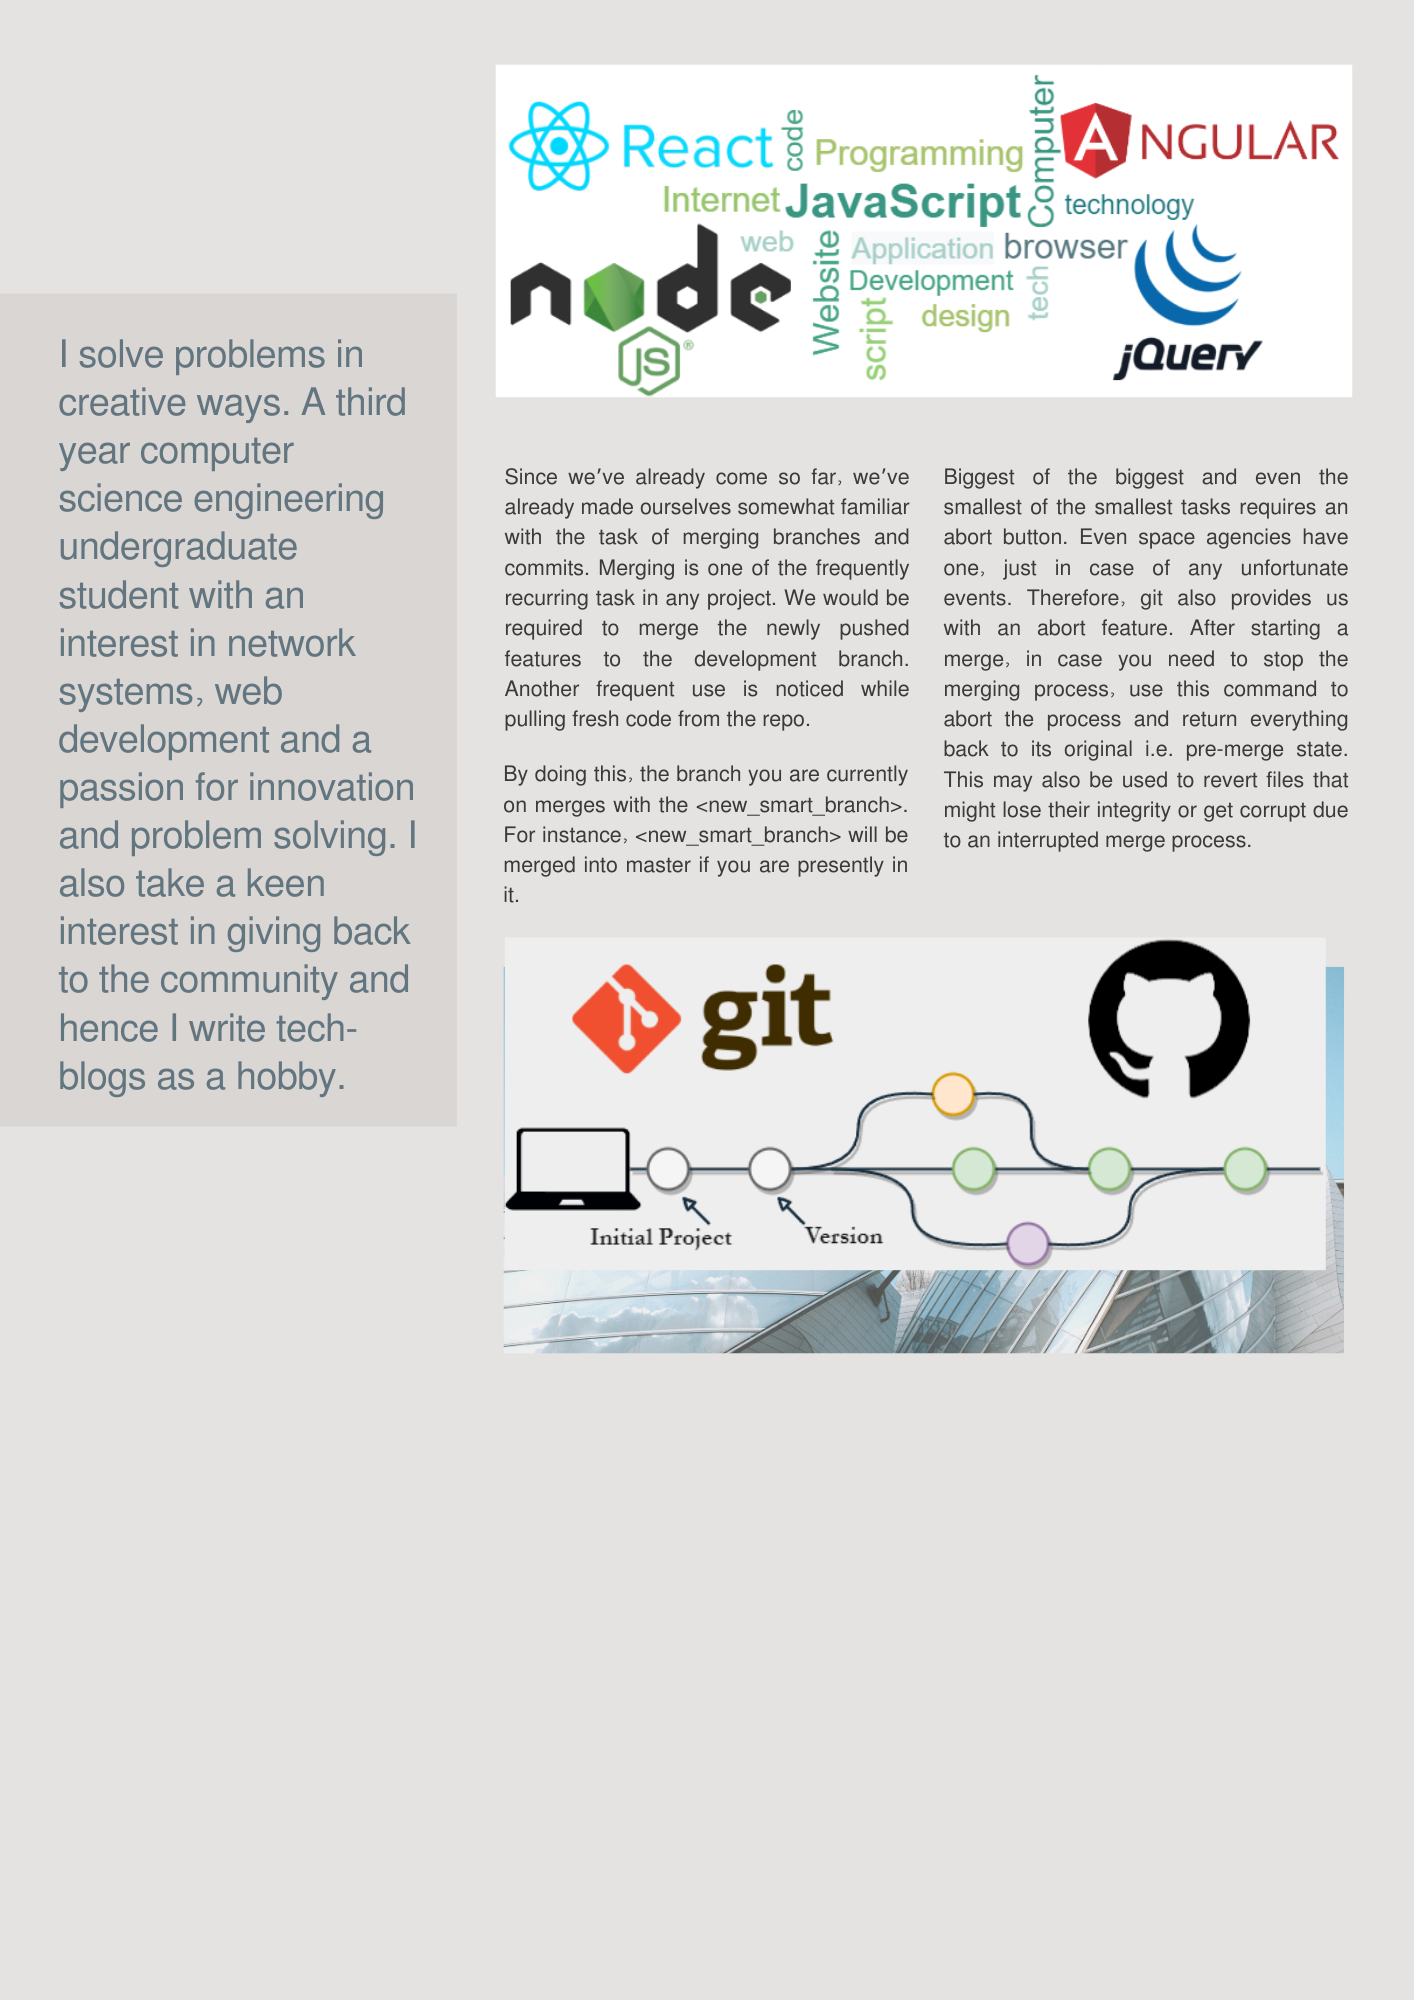 React
code
Programming
Computer
ANGULAR
Internet
JavaScript
technology
node
web
Website
Application
browser
Development
tech
script
design
JS
®
jQuery
I solve problems in
creative ways. A third
year computer
science engineering
undergraduate
student with an
interest in network
systems, web
development and a
passion for innovation
and problem solving. I
also take a keen
interest in giving back
to the community and
hence I write tech-
blogs as a hobby.
Since we’ve already come so far, we’ve
already made ourselves somewhat familiar
with the task of merging branches and
commits. Merging is one of the frequently
recurring task in any project. We would be
required to merge the newly pushed
features to the development branch.
Another frequent use is noticed while
pulling fresh code from the repo.
By doing this, the branch you are currently
on merges with the <new_smart_branch>.
For instance, <new_smart_branch> will be
merged into master if you are presently in
it.
Biggest of the biggest and even the
smallest of the smallest tasks requires an
abort button. Even space agencies have
one, just in case of any unfortunate
events. Therefore, git also provides us
with an abort feature. After starting a
merge, in case you need to stop the
merging process, use this command to
abort the process and return everything
back to its original i.e. pre-merge state.
This may also be used to revert files that
might lose their integrity or get corrupt due
to an interrupted merge process.
git
Initial Project
Version